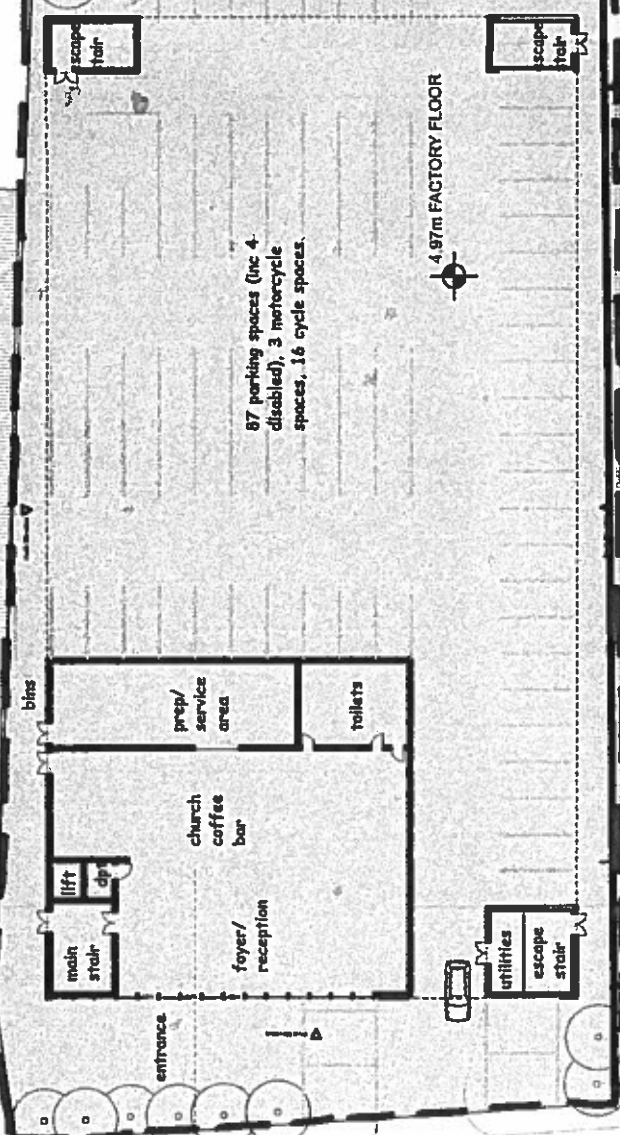 escape
stair
escape
stair
4.97m FACTORY FLOOR
87 parking spaces (inc 4
disabled), 3 motorcycle
spaces, 16 cycle spaces.
bins
prep/
service
area
toilets
church
coffee
bar
lift
main
stair
foyer/
reception
utilities
escape
stair
entrance